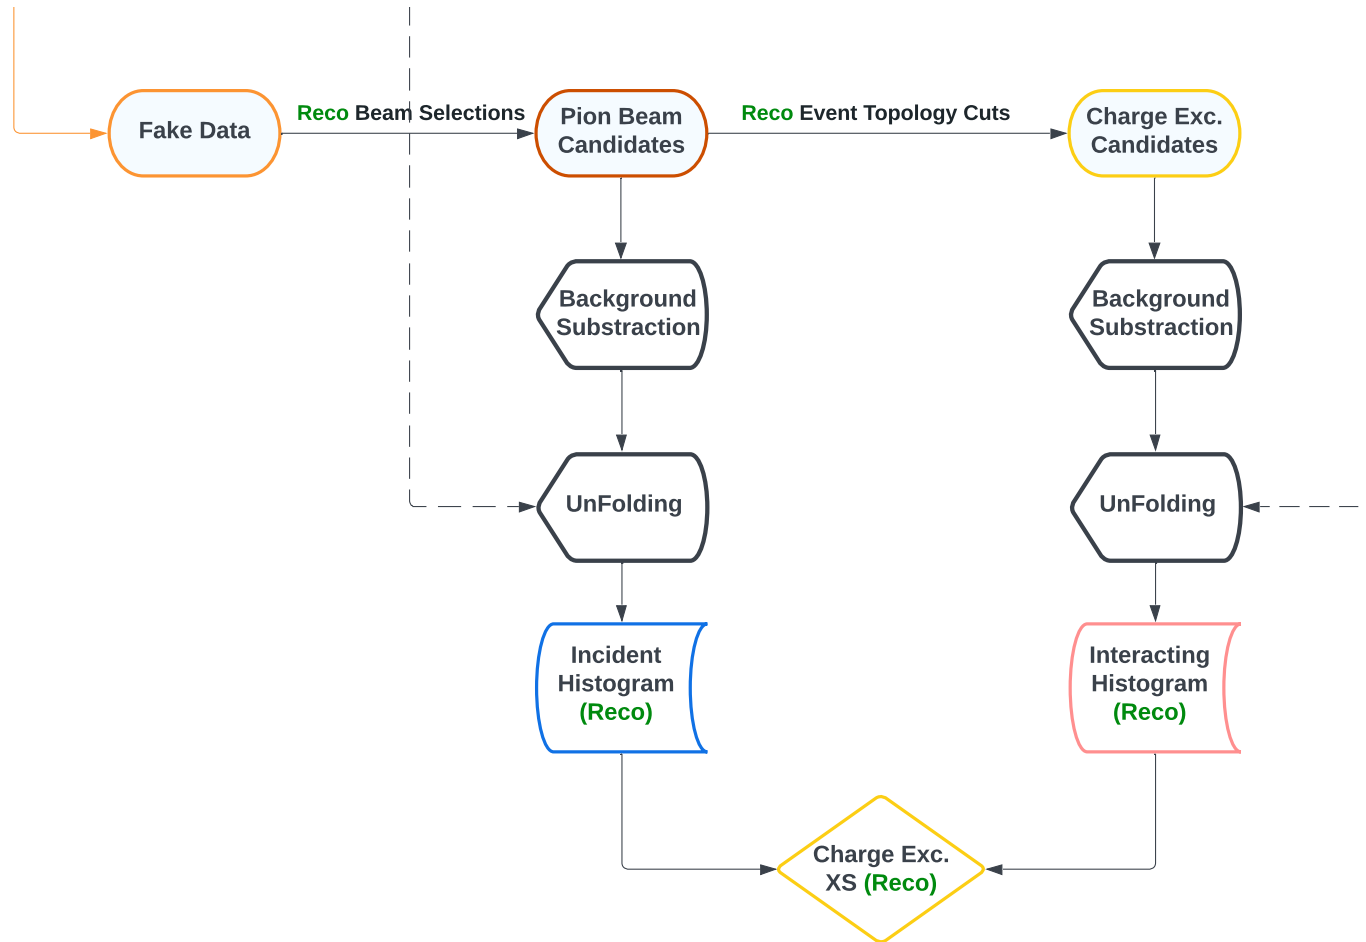 Fake Data
Reco Beam Selections
Pion Beam
Candidates
Reco Event Topology Cuts
Charge Exc.
Candidates
Background
Substraction
Background
Substraction
UnFolding
UnFolding
Incident
Histogram
(Reco)
Interacting
Histogram
(Reco)
Charge Exc.
XS (Reco)